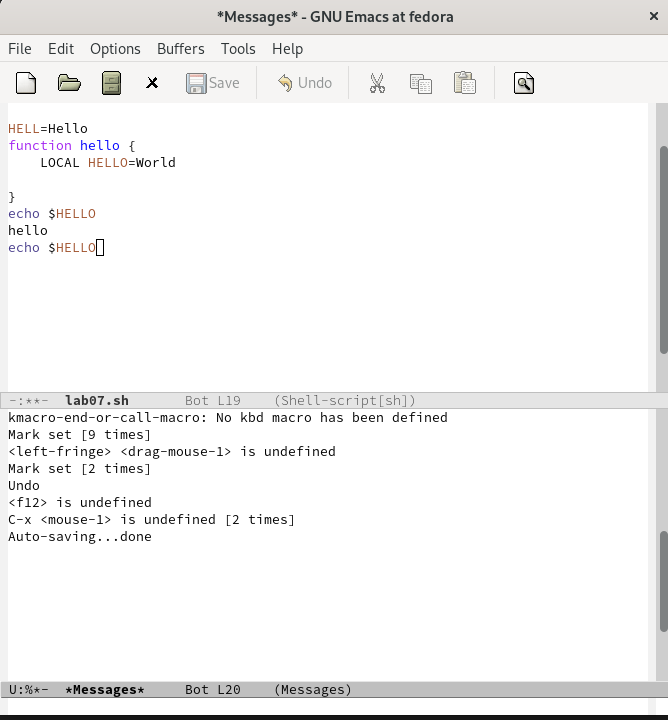 *Messages* - GNU Emacs at fedora
File Edit Options Buffers Tools Help
Save Undo
HELL=Hello
function hello {
    LOCAL HELLO=World
}
echo $HELLO
hello
echo $HELLO
-:**-  lab07.sh       Bot L19    (Shell-script[sh])
kmacro-end-or-call-macro: No kbd macro has been defined
Mark set [9 times]
<left-fringe> <drag-mouse-1> is undefined
Mark set [2 times]
Undo
<f12> is undefined
C-x <mouse-1> is undefined [2 times]
Auto-saving...done
U:%*-  *Messages*     Bot L20    (Messages)